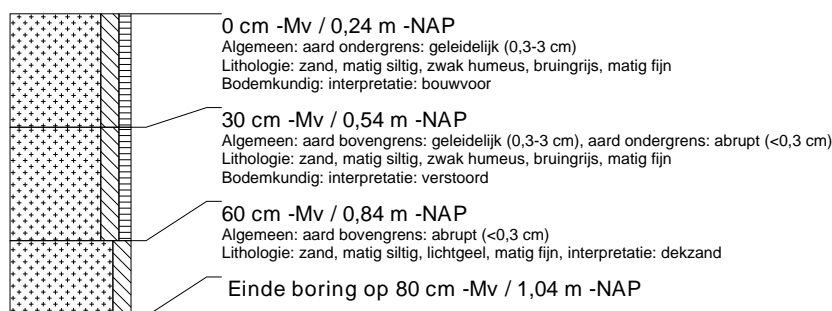 0 cm -Mv / 0,24 m -NAP
Algemeen: aard ondergrens: geleidelijk (0,3-3 cm)
Lithologie: zand, matig siltig, zwak humeus, bruingrijs, matig fijn
Bodemkundig: interpretatie: bouwvoor
30 cm -Mv / 0,54 m -NAP
Algemeen: aard bovengrens: geleidelijk (0,3-3 cm), aard ondergrens: abrupt (<0,3 cm)
Lithologie: zand, matig siltig, zwak humeus, bruingrijs, matig fijn
Bodemkundig: interpretatie: verstoord
60 cm -Mv / 0,84 m -NAP
Algemeen: aard bovengrens: abrupt (<0,3 cm)
Lithologie: zand, matig siltig, lichtgeel, matig fijn, interpretatie: dekzand
Einde boring op 80 cm -Mv / 1,04 m -NAP